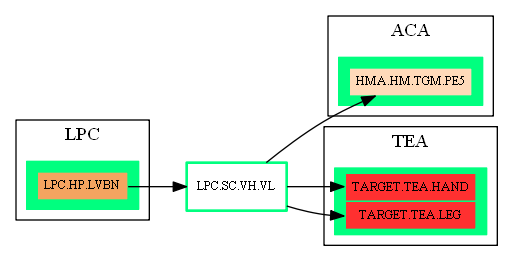 ACA
HMA.HM.TGM.PE5
LPC
LPC.HP.LVBN
LPC.SC.VH.VL
TEA
TARGET.TEA.HAND
TARGET.TEA.LEG